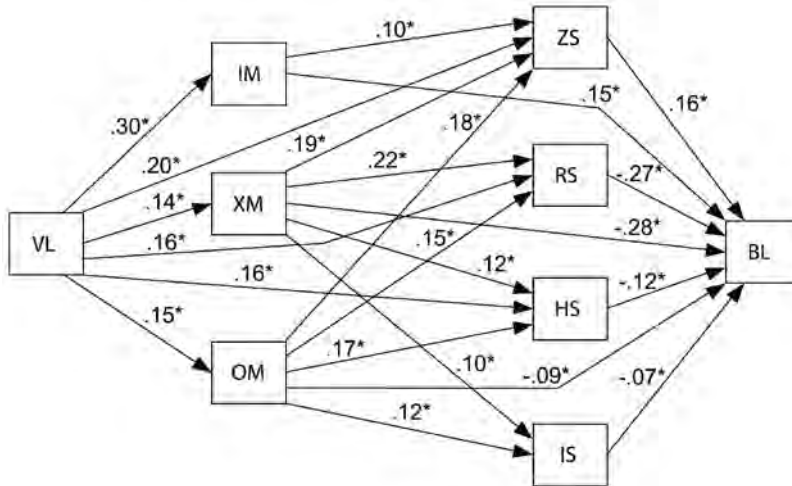 .10*
ZS
IM
.15*
.16*
.30*
.18*
.20*
.19*
.22*
RS
-.27*
.14*
XM
VL
.16*
.15*
-.28*
BL
.16*
.12*
HS
-.12*
.15*
OM
.17*
.10*
-.09*
-.07*
.12*
IS